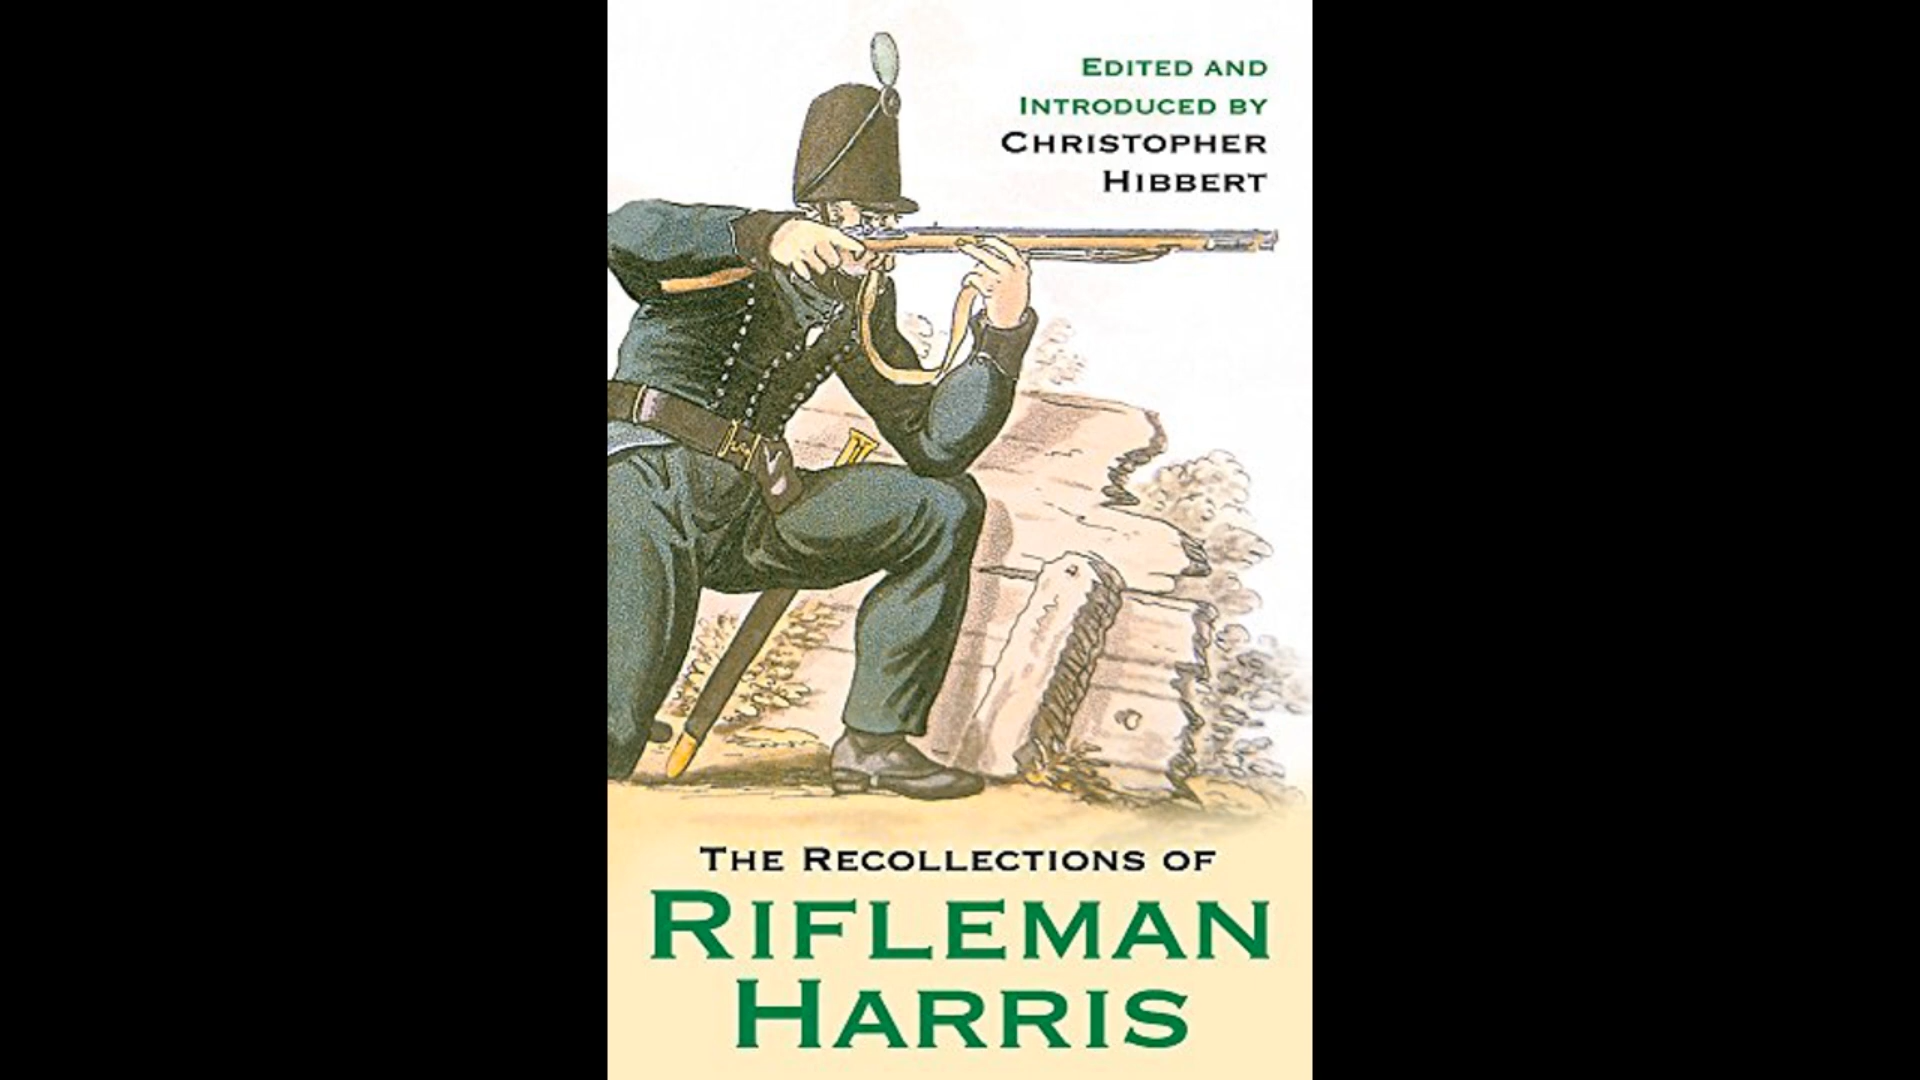 EDITED AND
INTRODUCED BY
CHRISTOPHER
HIBBERT
THE RECOLLECTIONS OF
RIFLEMAN
HARRIS